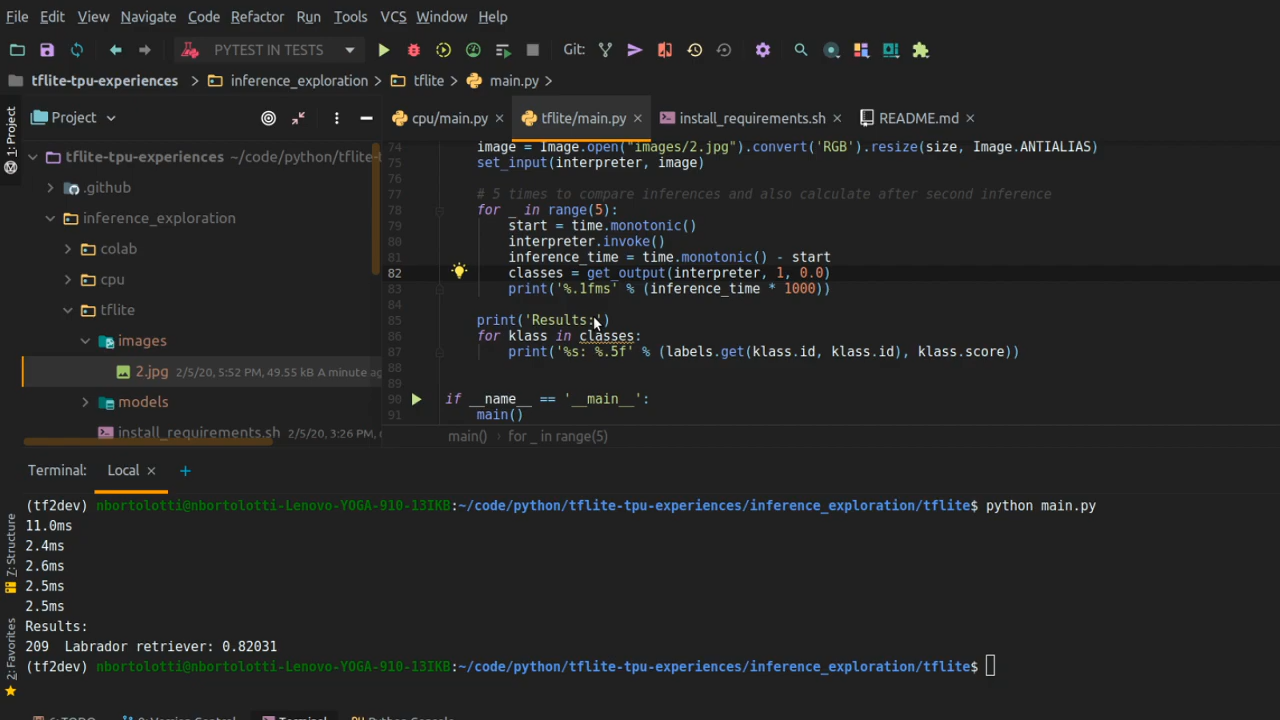 File Edit View Navigate Code Refactor Run Tools VCS Window Help
PYTEST IN TESTS Git:
tflite-tpu-experiences inference_exploration tflite main.py
1: Project
Project
cpu/main.py tflite/main.py install_requirements.sh README.md
tflite-tpu-experiences ~/code/python/tflite-t
.github
inference_exploration
colab
cpu
tflite
images
2.jpg 2/5/20, 5:52 PM, 49.55 kB A minute ag
models
install_requirements.sh 2/5/20, 3:26 PM,
74 image = Image.open("images/2.jpg").convert('RGB').resize(size, Image.ANTIALIAS)
75 set_input(interpreter, image)
76
77 # 5 times to compare inferences and also calculate after second inference
78 for _ in range(5):
79 start = time.monotonic()
80 interpreter.invoke()
81 inference_time = time.monotonic() - start
82 classes = get_output(interpreter, 1, 0.0)
83 print('%.1fms' % (inference_time * 1000))
84
85 print('Results:')
86 for klass in classes:
87 print('%s: %.5f' % (labels.get(klass.id, klass.id), klass.score))
88
89
90 if __name__ == '__main__':
91 main()
main() for _ in range(5)
Terminal: Local +
(tf2dev) nbortolotti@nbortolotti-Lenovo-YOGA-910-13IKB:~/code/python/tflite-tpu-experiences/inference_exploration/tflite$ python main.py
11.0ms
2.4ms
2.6ms
2.5ms
2.5ms
Results:
209 Labrador retriever: 0.82031
(tf2dev) nbortolotti@nbortolotti-Lenovo-YOGA-910-13IKB:~/code/python/tflite-tpu-experiences/inference_exploration/tflite$
7: Structure
2: Favorites
6: TODO 9: Version Control Terminal Python Console